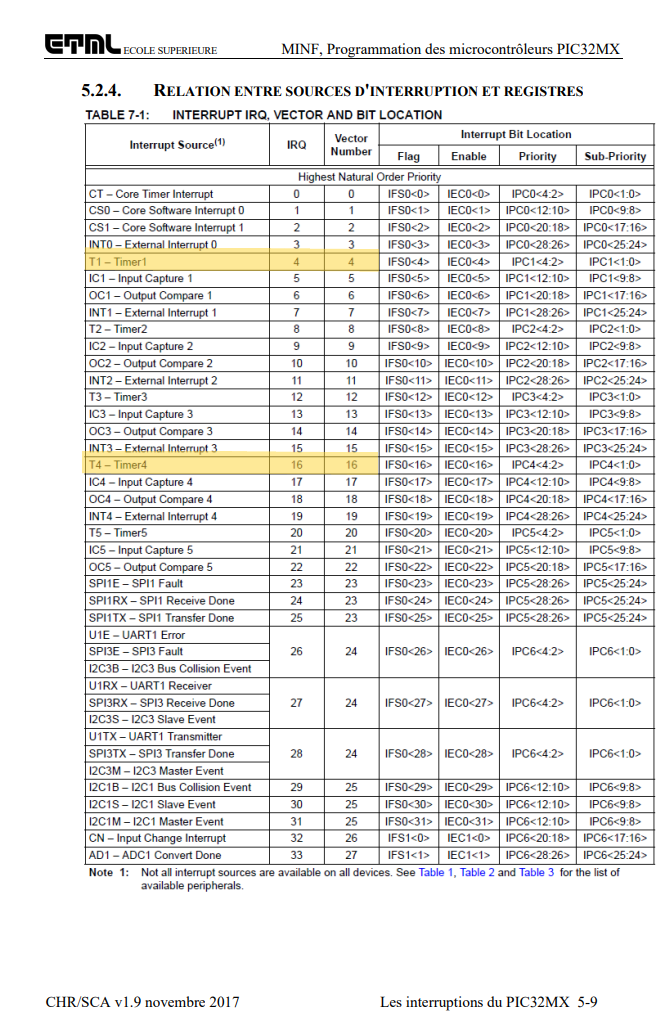 ETML ECOLE SUPERIEURE MINF, Programmation des microcontrôleurs PIC32MX
5.2.4. RELATION ENTRE SOURCES D'INTERRUPTION ET REGISTRES
TABLE 7-1: INTERRUPT IRQ, VECTOR AND BIT LOCATION
Interrupt Source(1) IRQ Vector Number Interrupt Bit Location
Flag Enable Priority Sub-Priority
Highest Natural Order Priority
CT – Core Timer Interrupt 0 0 IFS0<0> IEC0<0> IPC0<4:2> IPC0<1:0>
CS0 – Core Software Interrupt 0 1 1 IFS0<1> IEC0<1> IPC0<12:10> IPC0<9:8>
CS1 – Core Software Interrupt 1 2 2 IFS0<2> IEC0<2> IPC0<20:18> IPC0<17:16>
INT0 – External Interrupt 0 3 3 IFS0<3> IEC0<3> IPC0<28:26> IPC0<25:24>
T1 – Timer1 4 4 IFS0<4> IEC0<4> IPC1<4:2> IPC1<1:0>
IC1 – Input Capture 1 5 5 IFS0<5> IEC0<5> IPC1<12:10> IPC1<9:8>
OC1 – Output Compare 1 6 6 IFS0<6> IEC0<6> IPC1<20:18> IPC1<17:16>
INT1 – External Interrupt 1 7 7 IFS0<7> IEC0<7> IPC1<28:26> IPC1<25:24>
T2 – Timer2 8 8 IFS0<8> IEC0<8> IPC2<4:2> IPC2<1:0>
IC2 – Input Capture 2 9 9 IFS0<9> IEC0<9> IPC2<12:10> IPC2<9:8>
OC2 – Output Compare 2 10 10 IFS0<10> IEC0<10> IPC2<20:18> IPC2<17:16>
INT2 – External Interrupt 2 11 11 IFS0<11> IEC0<11> IPC2<28:26> IPC2<25:24>
T3 – Timer3 12 12 IFS0<12> IEC0<12> IPC3<4:2> IPC3<1:0>
IC3 – Input Capture 3 13 13 IFS0<13> IEC0<13> IPC3<12:10> IPC3<9:8>
OC3 – Output Compare 3 14 14 IFS0<14> IEC0<14> IPC3<20:18> IPC3<17:16>
INT3 – External Interrupt 3 15 15 IFS0<15> IEC0<15> IPC3<28:26> IPC3<25:24>
T4 – Timer4 16 16 IFS0<16> IEC0<16> IPC4<4:2> IPC4<1:0>
IC4 – Input Capture 4 17 17 IFS0<17> IEC0<17> IPC4<12:10> IPC4<9:8>
OC4 – Output Compare 4 18 18 IFS0<18> IEC0<18> IPC4<20:18> IPC4<17:16>
INT4 – External Interrupt 4 19 19 IFS0<19> IEC0<19> IPC4<28:26> IPC4<25:24>
T5 – Timer5 20 20 IFS0<20> IEC0<20> IPC5<4:2> IPC5<1:0>
IC5 – Input Capture 5 21 21 IFS0<21> IEC0<21> IPC5<12:10> IPC5<9:8>
OC5 – Output Compare 5 22 22 IFS0<22> IEC0<22> IPC5<20:18> IPC5<17:16>
SPI1E – SPI1 Fault 23 23 IFS0<23> IEC0<23> IPC5<28:26> IPC5<25:24>
SPI1RX – SPI1 Receive Done 24 23 IFS0<24> IEC0<24> IPC5<28:26> IPC5<25:24>
SPI1TX – SPI1 Transfer Done 25 23 IFS0<25> IEC0<25> IPC5<28:26> IPC5<25:24>
U1E – UART1 Error
SPI3E – SPI3 Fault 26 24 IFS0<26> IEC0<26> IPC6<4:2> IPC6<1:0>
I2C3B – I2C3 Bus Collision Event
U1RX – UART1 Receiver
SPI3RX – SPI3 Receive Done 27 24 IFS0<27> IEC0<27> IPC6<4:2> IPC6<1:0>
I2C3S – I2C3 Slave Event
U1TX – UART1 Transmitter
SPI3TX – SPI3 Transfer Done 28 24 IFS0<28> IEC0<28> IPC6<4:2> IPC6<1:0>
I2C3M – I2C3 Master Event
I2C1B – I2C1 Bus Collision Event 29 25 IFS0<29> IEC0<29> IPC6<12:10> IPC6<9:8>
I2C1S – I2C1 Slave Event 30 25 IFS0<30> IEC0<30> IPC6<12:10> IPC6<9:8>
I2C1M – I2C1 Master Event 31 25 IFS0<31> IEC0<31> IPC6<12:10> IPC6<9:8>
CN – Input Change Interrupt 32 26 IFS1<0> IEC1<0> IPC6<20:18> IPC6<17:16>
AD1 – ADC1 Convert Done 33 27 IFS1<1> IEC1<1> IPC6<28:26> IPC6<25:24>
Note 1: Not all interrupt sources are available on all devices. See Table 1, Table 2 and Table 3 for the list of
available peripherals.
CHR/SCA v1.9 novembre 2017 Les interruptions du PIC32MX 5-9